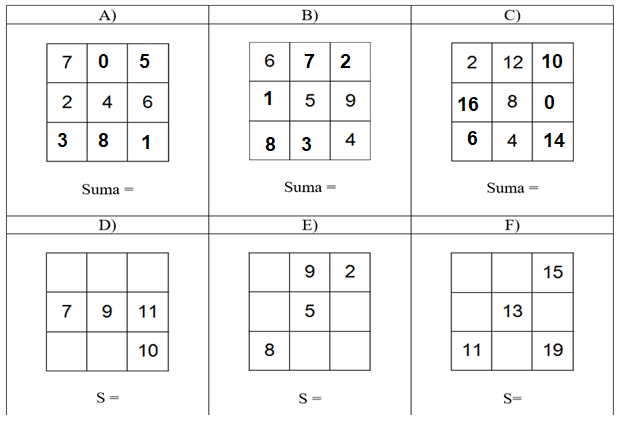 A) B) C)
7 0 5 6 7 2 2 12 10
2 4 6 1 5 9 16 8 0
3 8 1 8 3 4 6 4 14
Suma = Suma = Suma =
D) E) F)
9 2 15
7 9 11 5 13
10 8 11 19
S = S = S=